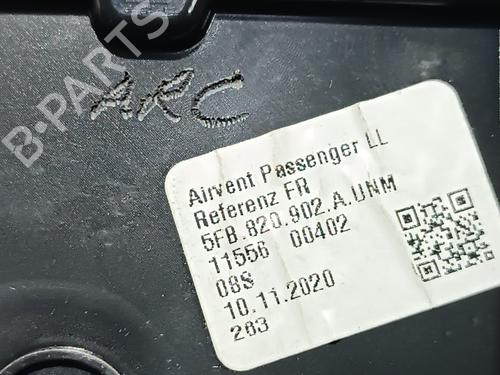 B-PARTS
ARC
Airvent Passenger LL
Referenz FR
5FB.820.902.A.UNM
11556 00402
08S
10.11.2020
263